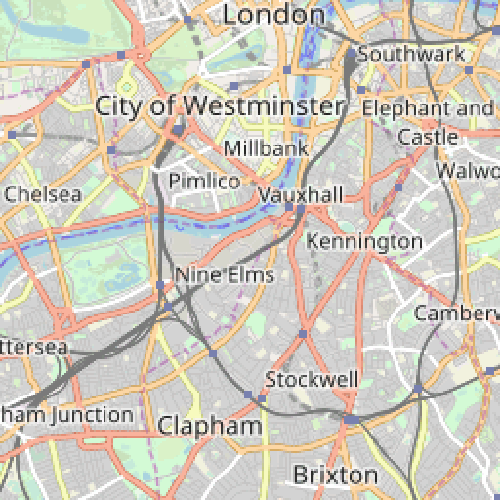 London
Southwark
City of Westminster
Elephant and
Castle
Millbank
Walwo
Pimlico
Chelsea
Vauxhall
Kennington
Nine Elms
Camberw
ttersea
Stockwell
ham Junction
Clapham
Brixton